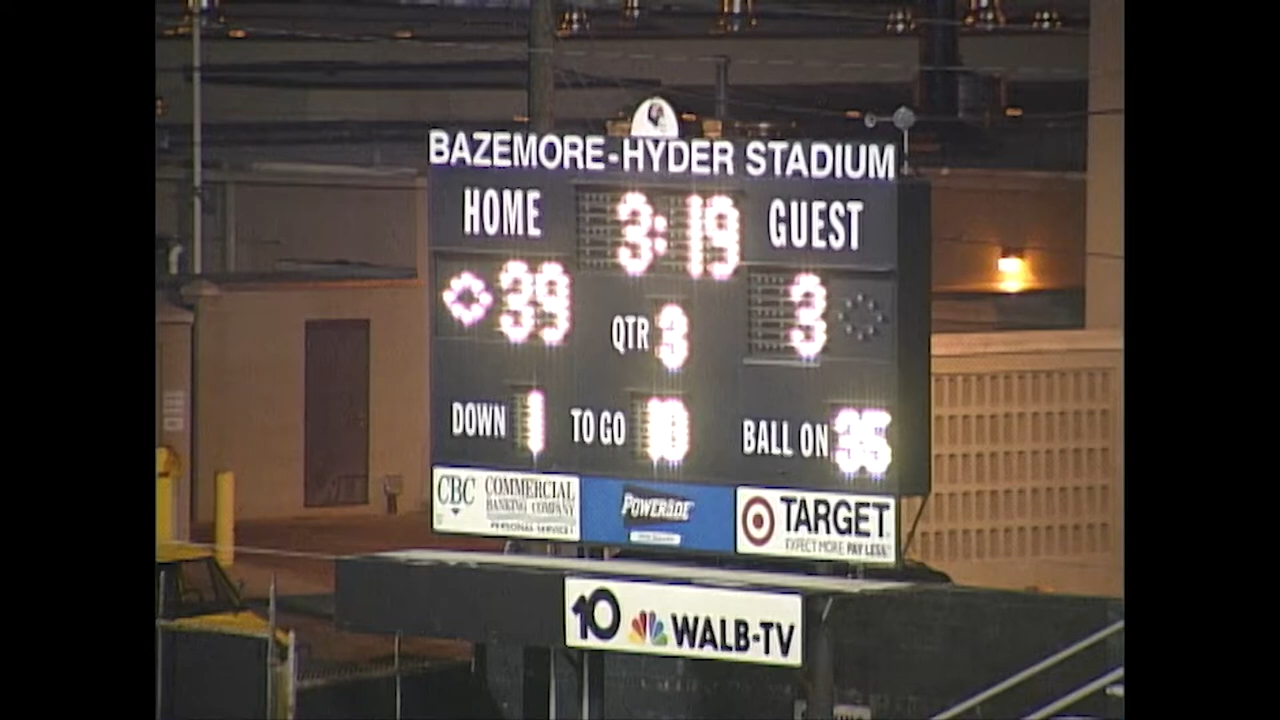 BAZEMORE-HYDER STADIUM
HOME 3:19 GUEST
39 3
QTR 3
DOWN 1 TO GO 10 BALL ON 35
CBC COMMERCIAL
BANKING COMPANY
PERSONAL SERVICE!
POWERADE
TARGET
EXPECT MORE PAY LESS
10 WALB-TV